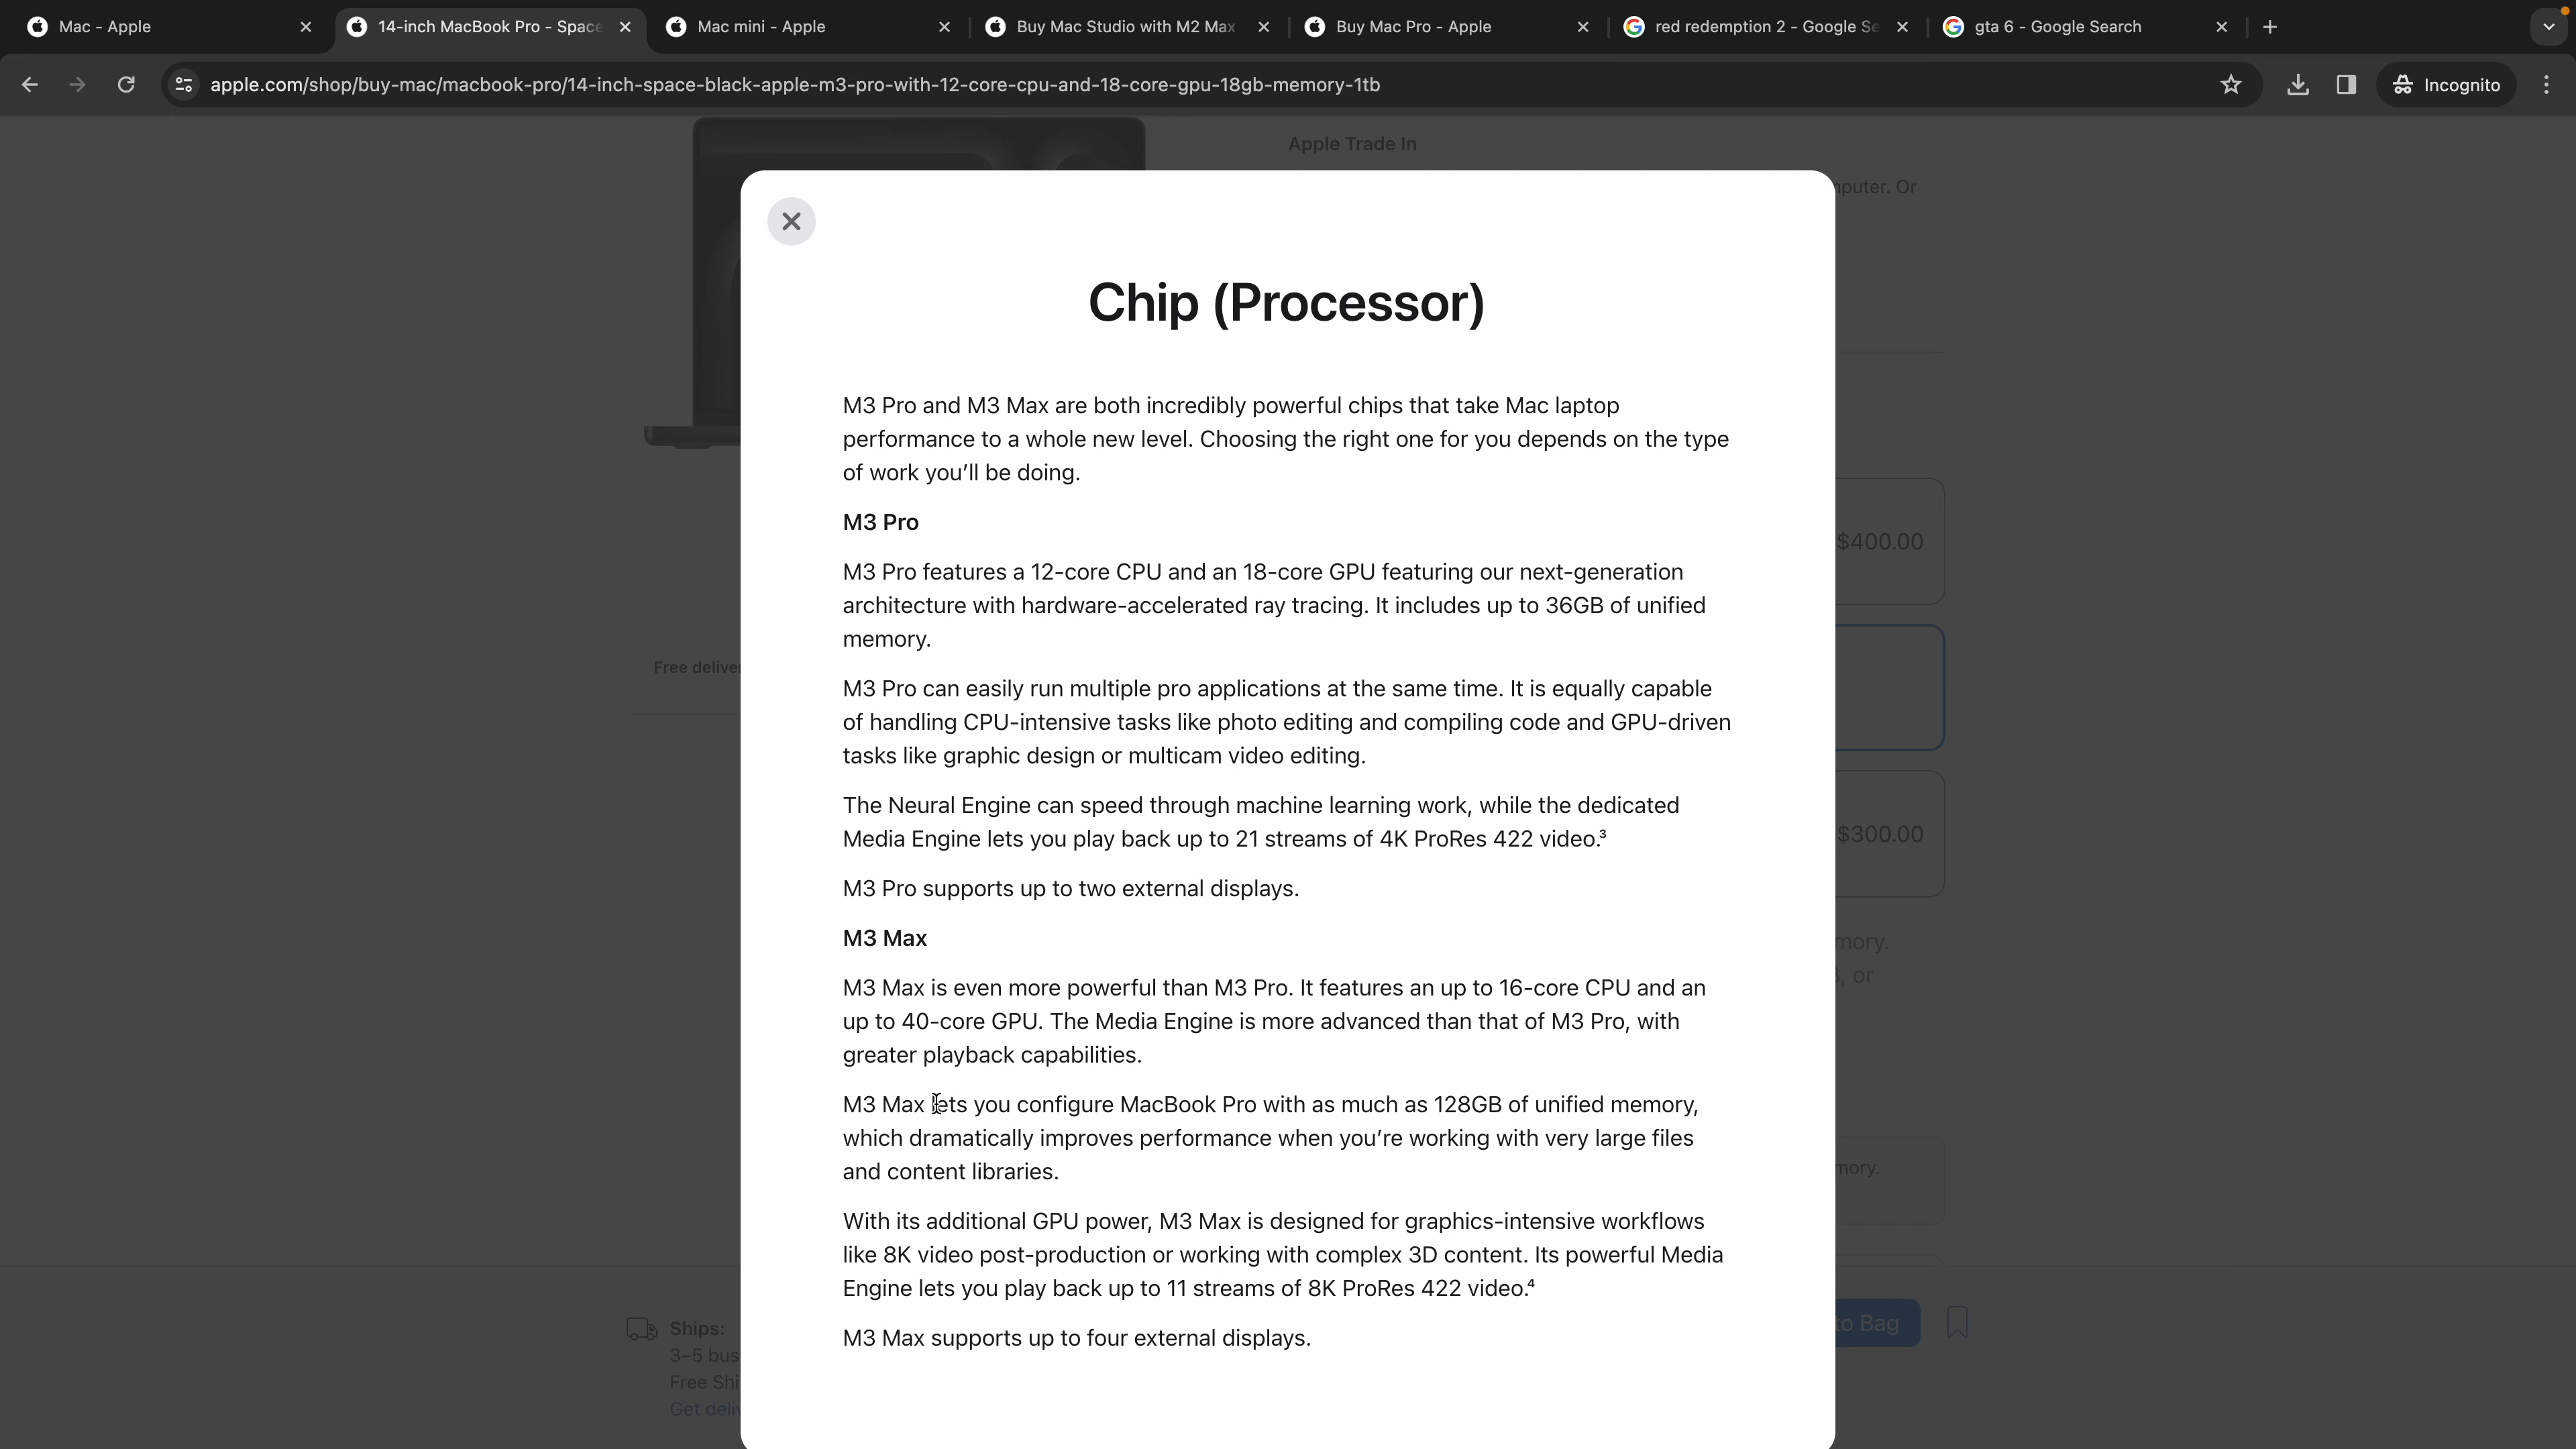 Mac - Apple
14-inch MacBook Pro - Space
Mac mini - Apple
Buy Mac Studio with M2 Max
Buy Mac Pro - Apple
red redemption 2 - Google Se
gta 6 - Google Search
apple.com/shop/buy-mac/macbook-pro/14-inch-space-black-apple-m3-pro-with-12-core-cpu-and-18-core-gpu-18gb-memory-1tb
Incognito
Apple Trade In
mputer. Or
Chip (Processor)
M3 Pro and M3 Max are both incredibly powerful chips that take Mac laptop
performance to a whole new level. Choosing the right one for you depends on the type
of work you’ll be doing.
M3 Pro
$400.00
M3 Pro features a 12-core CPU and an 18-core GPU featuring our next-generation
architecture with hardware-accelerated ray tracing. It includes up to 36GB of unified
memory.
Free deliver
M3 Pro can easily run multiple pro applications at the same time. It is equally capable
of handling CPU-intensive tasks like photo editing and compiling code and GPU-driven
tasks like graphic design or multicam video editing.
The Neural Engine can speed through machine learning work, while the dedicated
Media Engine lets you play back up to 21 streams of 4K ProRes 422 video.³
$300.00
M3 Pro supports up to two external displays.
M3 Max
mory.
, or
M3 Max is even more powerful than M3 Pro. It features an up to 16-core CPU and an
up to 40-core GPU. The Media Engine is more advanced than that of M3 Pro, with
greater playback capabilities.
M3 Max lets you configure MacBook Pro with as much as 128GB of unified memory,
which dramatically improves performance when you’re working with very large files
and content libraries.
mory.
With its additional GPU power, M3 Max is designed for graphics-intensive workflows
like 8K video post-production or working with complex 3D content. Its powerful Media
Engine lets you play back up to 11 streams of 8K ProRes 422 video.⁴
M3 Max supports up to four external displays.
Ships:
3–5 bus
Free Shi
Get deliv
to Bag